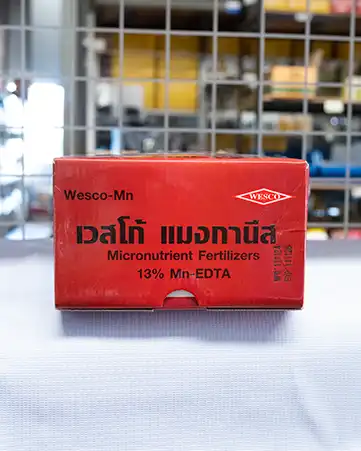 Wesco-Mn
WESCO
เวสโก้ แมงกานีส
Micronutrient Fertilizers
13% Mn-EDTA